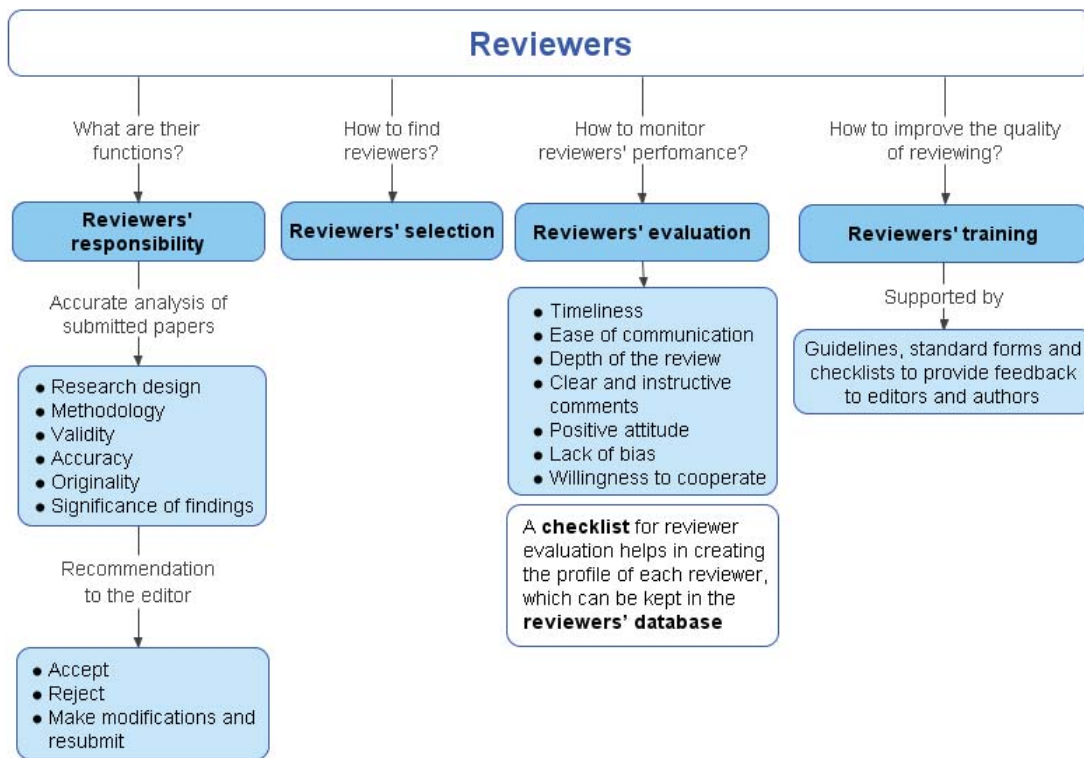 Reviewers
What are their
functions?
Reviewers'
responsibility
Accurate analysis of
submitted papers
● Research design
● Methodology
● Validity
● Accuracy
● Originality
● Significance of findings
Recommendation
to the editor
● Accept
● Reject
● Make modifications and
resubmit
How to find
reviewers?
Reviewers' selection
How to monitor
reviewers' perfomance?
Reviewers' evaluation
● Timeliness
● Ease of communication
● Depth of the review
● Clear and instructive
comments
● Positive attitude
● Lack of bias
● Willingness to cooperate
A checklist for reviewer
evaluation helps in creating
the profile of each reviewer,
which can be kept in the
reviewers’ database
How to improve the quality
of reviewing?
Reviewers' training
Supported by
Guidelines, standard forms and
checklists to provide feedback
to editors and authors